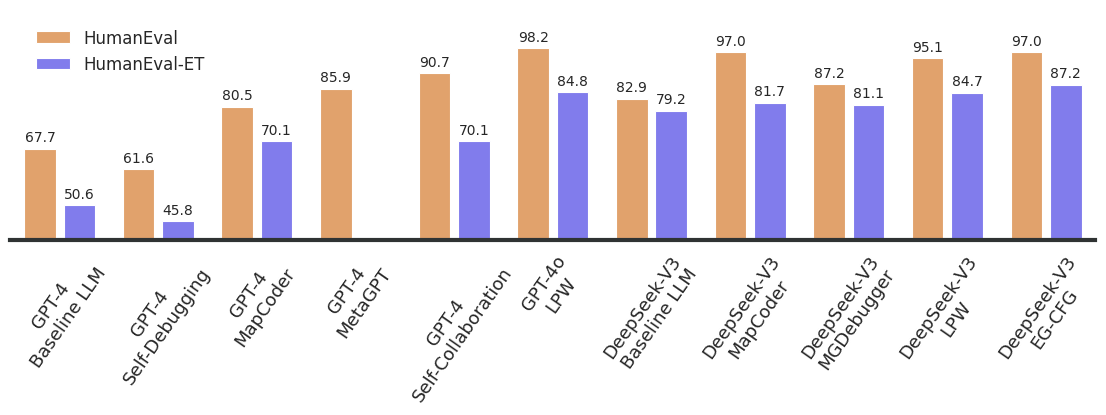 HumanEval
HumanEval-ET
67.7
50.6
61.6
45.8
80.5
70.1
85.9
90.7
70.1
98.2
84.8
82.9
79.2
97.0
81.7
87.2
81.1
95.1
84.7
97.0
87.2
GPT-4
Baseline LLM
GPT-4
Self-Debugging
GPT-4
MapCoder
GPT-4
MetaGPT
GPT-4
Self-Collaboration
GPT-4o
LPW
DeepSeek-V3
Baseline LLM
DeepSeek-V3
MapCoder
DeepSeek-V3
MGDebugger
DeepSeek-V3
LPW
DeepSeek-V3
EG-CFG